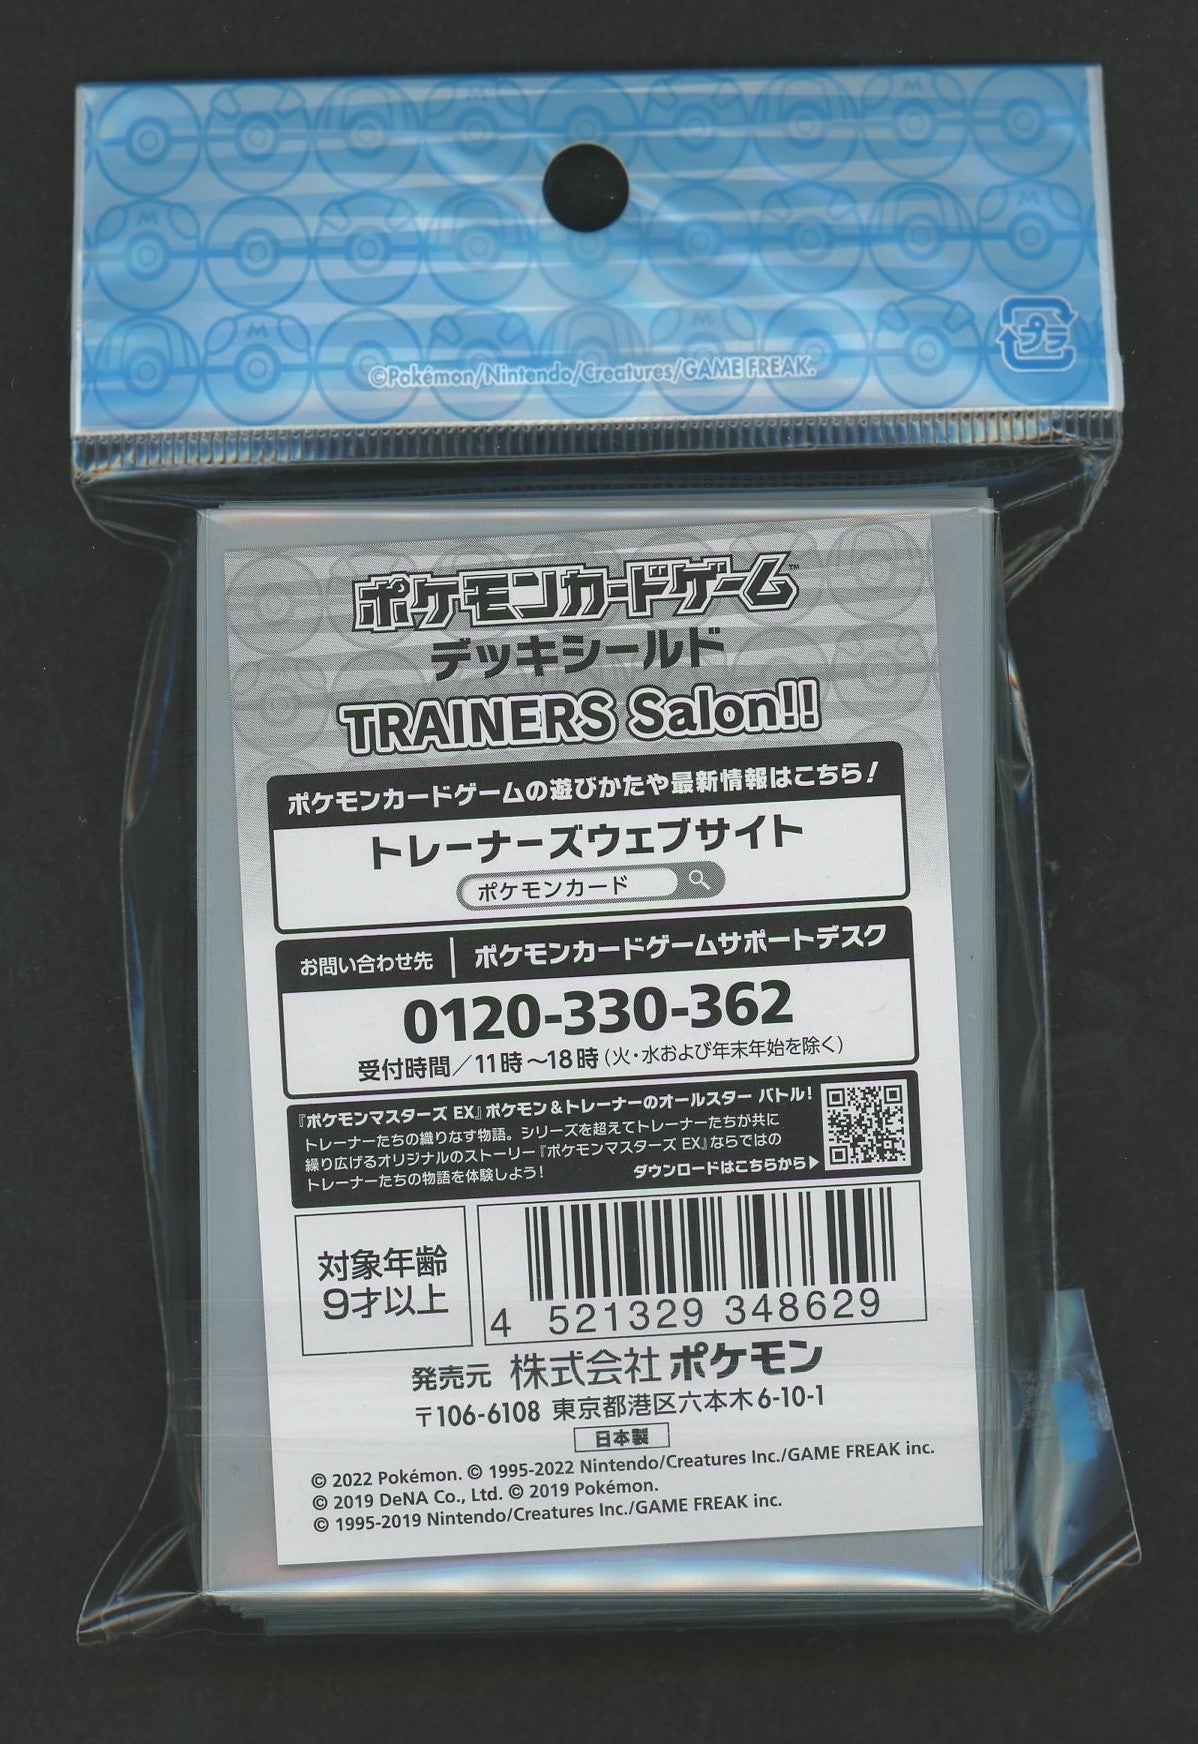 ©Pokémon/Nintendo/Creatures/GAME FREAK.
プラ
ポケモンカードゲーム™
デッキシールド
TRAINERS Salon!!
ポケモンカードゲームの遊びかたや最新情報はこちら！
トレーナーズウェブサイト
ポケモンカード
お問い合わせ先 ポケモンカードゲームサポートデスク
0120-330-362
受付時間／11時～18時（火・水および年末年始を除く）
『ポケモンマスターズ EX』ポケモン＆トレーナーのオールスター バトル！
トレーナーたちの織りなす物語。シリーズを超えてトレーナーたちが共に
繰り広げるオリジナルのストーリー『ポケモンマスターズ EX』ならではの
トレーナーたちの物語を体験しよう！
ダウンロードはこちらから▶
対象年齢
9才以上
4 521329 348629
発売元 株式会社ポケモン
〒106-6108 東京都港区六本木6-10-1
日本製
© 2022 Pokémon. © 1995-2022 Nintendo/Creatures Inc./GAME FREAK inc.
© 2019 DeNA Co., Ltd. © 2019 Pokémon.
© 1995-2019 Nintendo/Creatures Inc./GAME FREAK inc.